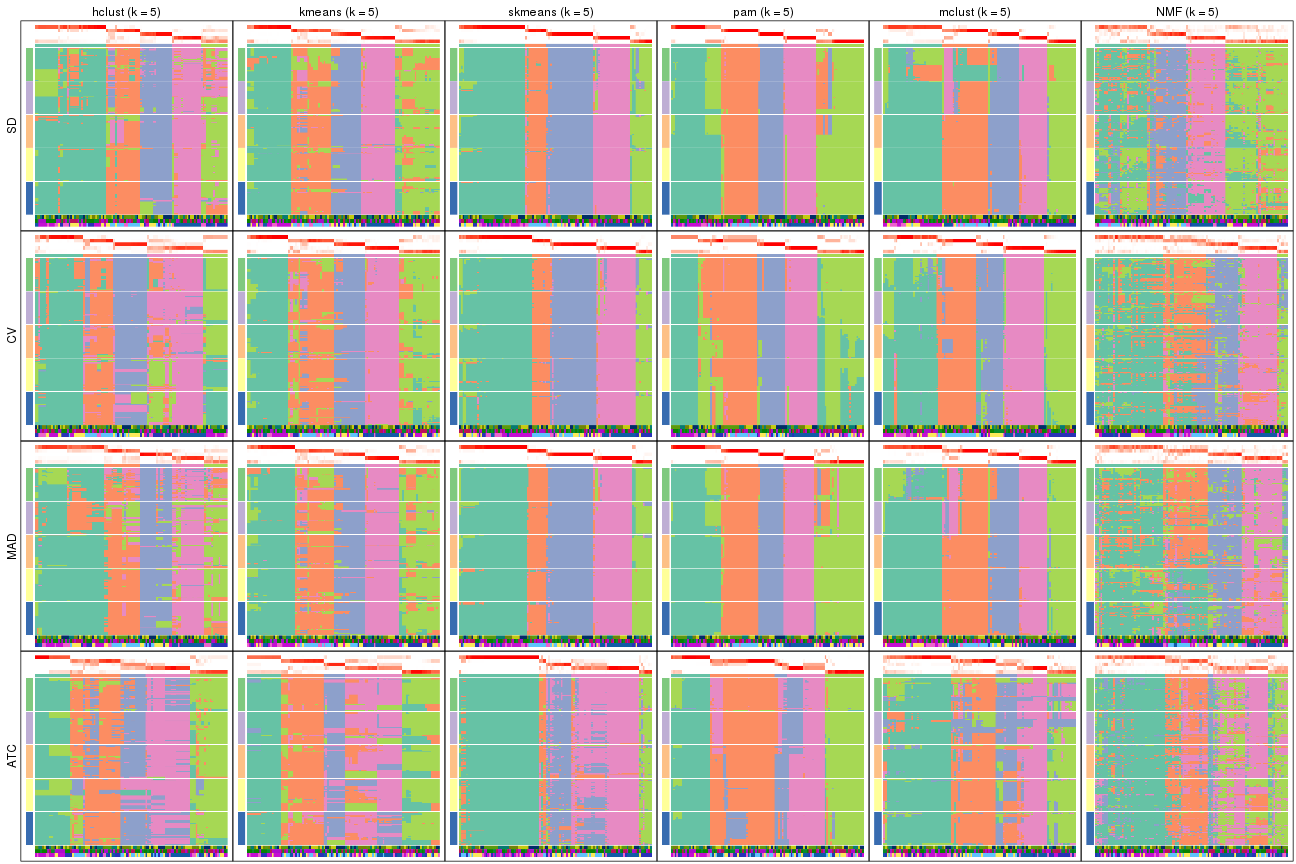 hclust (k = 5) kmeans (k = 5) skmeans (k = 5) pam (k = 5) mclust (k = 5) NMF (k = 5)
SD
CV
MAD
ATC